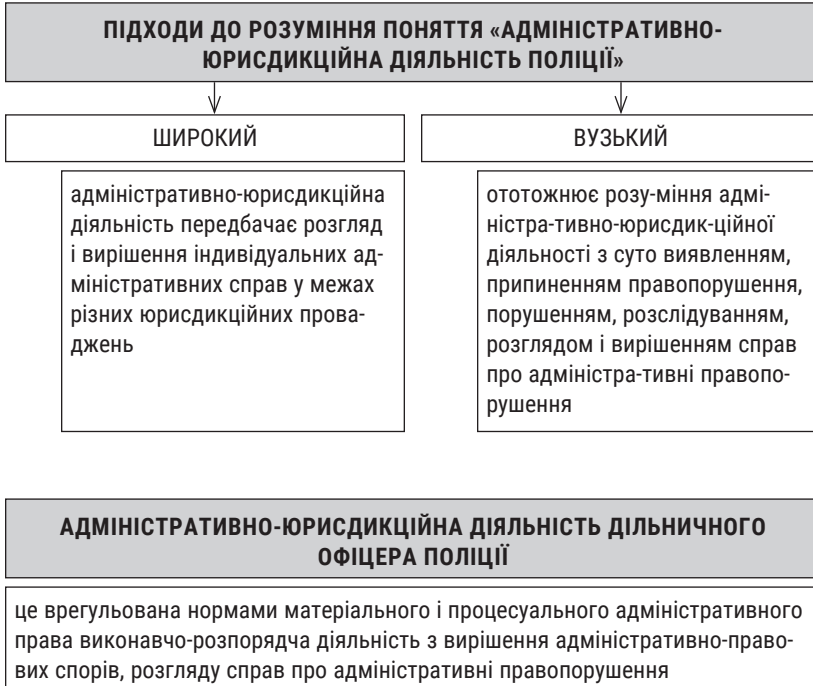 ПІДХОДИ ДО РОЗУМІННЯ ПОНЯТТЯ «АДМІНІСТРАТИВНО-
ЮРИСДИКЦІЙНА ДІЯЛЬНІСТЬ ПОЛІЦІЇ»
ШИРОКИЙ
адміністративно-юрисдикційна
діяльність передбачає розгляд
і вирішення індивідуальних ад-
міністративних справ у межах
різних юрисдикційних прова-
джень
ВУЗЬКИЙ
ототожнює розу-міння адмі-
ністра-тивно-юрисдик-ційної
діяльності з суто виявленням,
припиненням правопорушення,
порушенням, розслідуванням,
розглядом і вирішенням справ
про адміністра-тивні правопо-
рушення
АДМІНІСТРАТИВНО-ЮРИСДИКЦІЙНА ДІЯЛЬНІСТЬ ДІЛЬНИЧНОГО
ОФІЦЕРА ПОЛІЦІЇ
це врегульована нормами матеріального і процесуального адміністративного
права виконавчо-розпорядча діяльність з вирішення адміністративно-право-
вих спорів, розгляду справ про адміністративні правопорушення